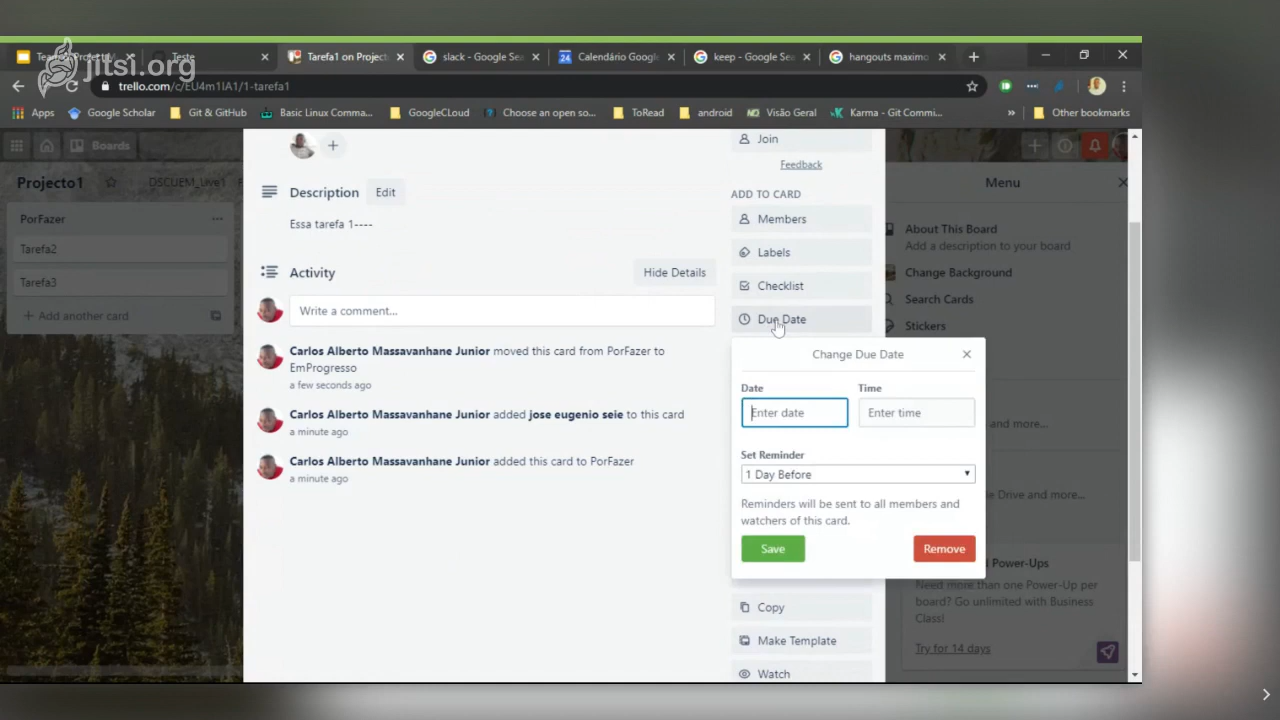 jitsi.org
Teste
Tarefa1 on Project
slack - Google Sea
Calendário Google
keep - Google Sea
hangouts maximo
trello.com/c/EU4m1IA1/1-tarefa1
Apps
Google Scholar
Git & GitHub
Basic Linux Comma...
GoogleCLoud
Choose an open so...
ToRead
android
Visão Geral
Karma - Git Commi...
Other bookmarks
Boards
Projecto1
DSCUEM_Live1
Menu
PorFazer
Tarefa2
Tarefa3
Add another card
Description
Edit
Essa tarefa 1----
Activity
Hide Details
Write a comment...
Carlos Alberto Massavanhane Junior moved this card from PorFazer to
EmProgresso
a few seconds ago
Carlos Alberto Massavanhane Junior added jose eugenio seie to this card
a minute ago
Carlos Alberto Massavanhane Junior added this card to PorFazer
a minute ago
Join
Feedback
ADD TO CARD
Members
Labels
Checklist
Due Date
Change Due Date
Date
Time
Enter date
Enter time
Set Reminder
1 Day Before
Reminders will be sent to all members and
watchers of this card.
Save
Remove
Copy
Make Template
Watch
About This Board
Add a description to your board
Change Background
Search Cards
Stickers
and more...
Drive and more...
Power-Ups
Need more than one Power-Up per
board? Go unlimited with Business
Class!
Try for 14 days